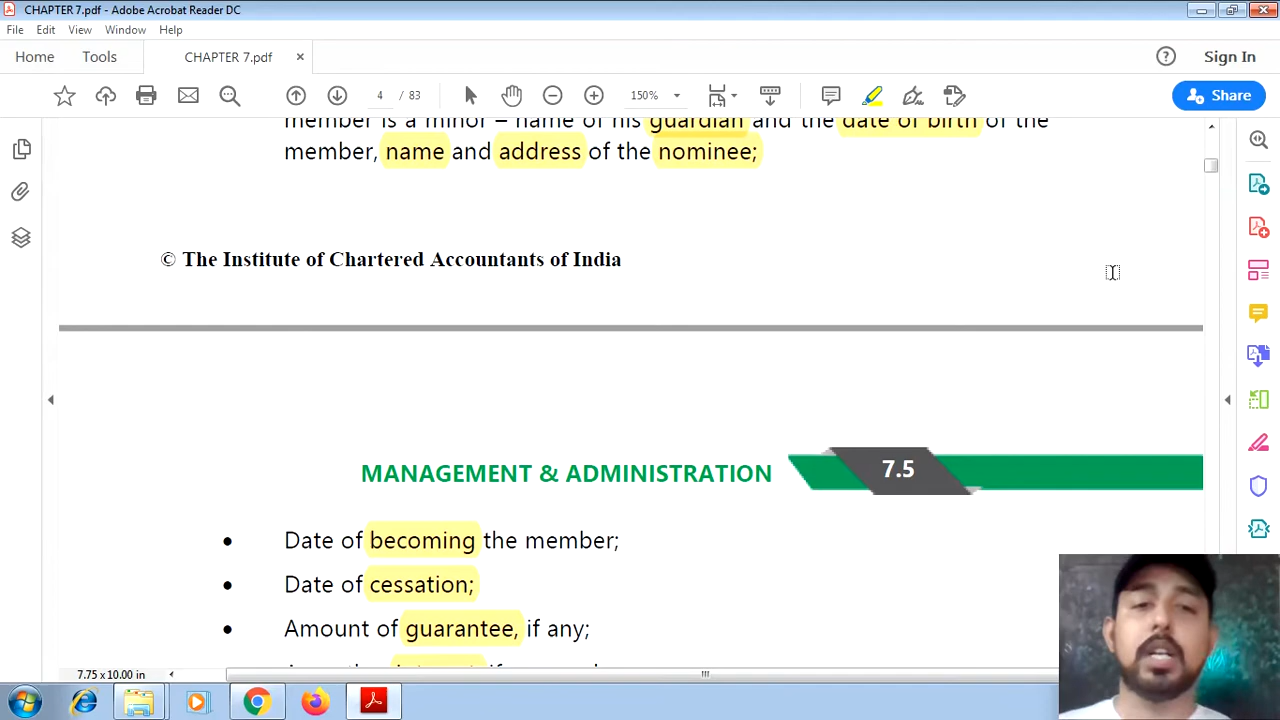 CHAPTER 7.pdf - Adobe Acrobat Reader DC
File Edit View Window Help
Home Tools CHAPTER 7.pdf × Sign In
4 / 83 150% Share
member is a minor – name of his guardian and the date of birth of the
member, name and address of the nominee;
© The Institute of Chartered Accountants of India
MANAGEMENT & ADMINISTRATION 7.5
• Date of becoming the member;
• Date of cessation;
• Amount of guarantee, if any;
7.75 x 10.00 in